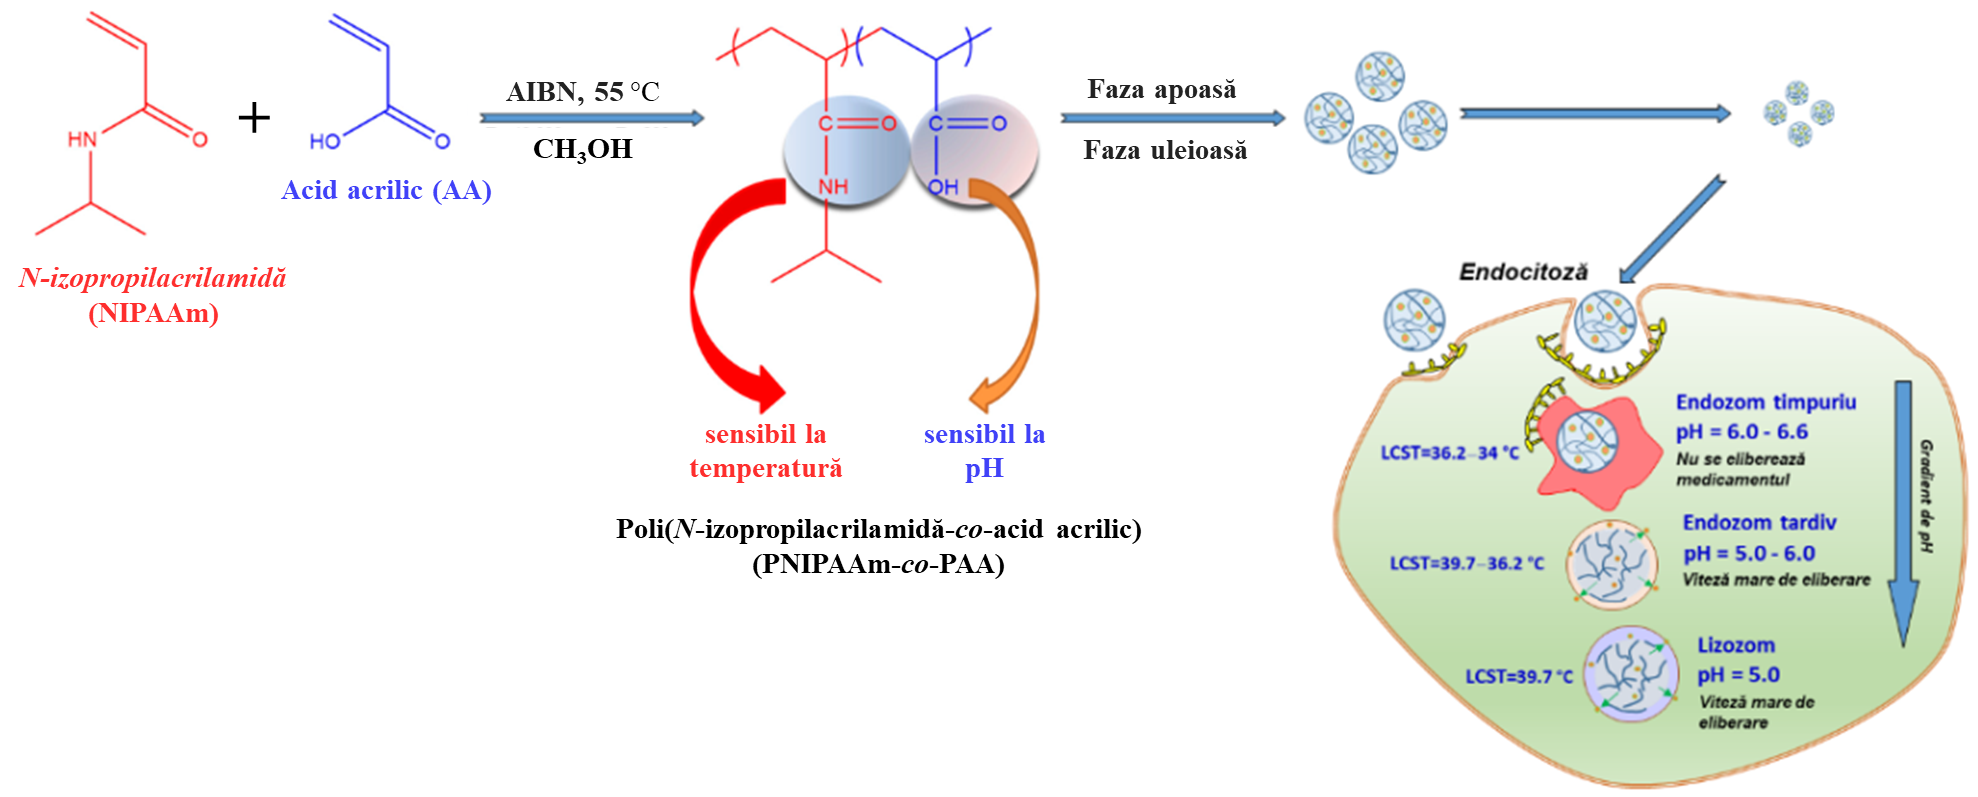 HN
O
N-izopropilacrilamidă
(NIPAAm)
+
HO
O
Acid acrilic (AA)
AIBN, 55 °C
CH₃OH
( ) ( )
C O
NH
C O
OH
sensibil la
temperatură
sensibil la
pH
Poli(N-izopropilacrilamidă-co-acid acrilic)
(PNIPAAm-co-PAA)
Faza apoasă
Faza uleioasă
Endocitoză
LCST=36.2–34 °C
Endozom timpuriu
pH = 6.0 - 6.6
Nu se eliberează
medicamentul
LCST=39.7–36.2 °C
Endozom tardiv
pH = 5.0 - 6.0
Viteză mare de eliberare
LCST=39.7 °C
Lizozom
pH = 5.0
Viteză mare de
eliberare
Gradient de pH